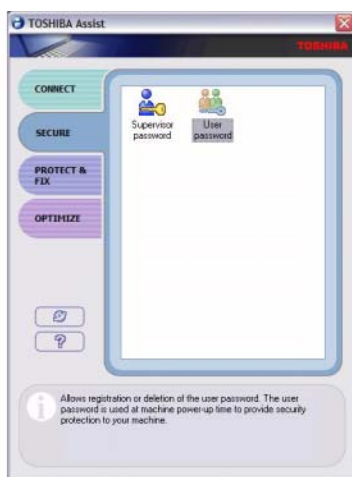 TOSHIBA Assist
TOSHIBA
CONNECT
SECURE
PROTECT &
FIX
OPTIMIZE
Supervisor
password
User
password
?
i
Allows registration or deletion of the user password. The user
password is used at machine power-up time to provide security
protection to your machine.